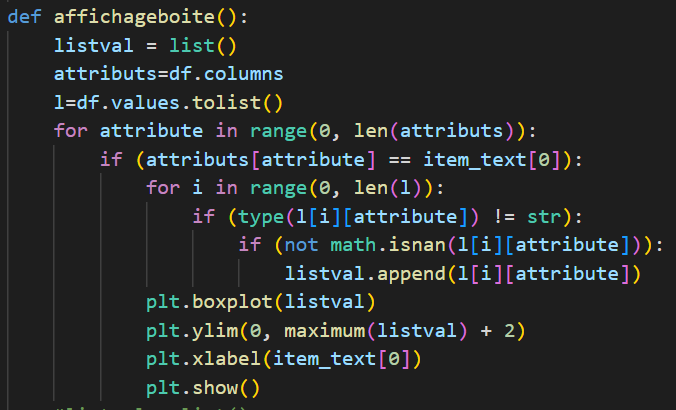 def affichageboite():
    listval = list()
    attributs=df.columns
    l=df.values.tolist()
    for attribute in range(0, len(attributs)):
        if (attributs[attribute] == item_text[0]):
            for i in range(0, len(l)):
                if (type(l[i][attribute]) != str):
                    if (not math.isnan(l[i][attribute])):
                        listval.append(l[i][attribute])
            plt.boxplot(listval)
            plt.ylim(0, maximum(listval) + 2)
            plt.xlabel(item_text[0])
            plt.show()